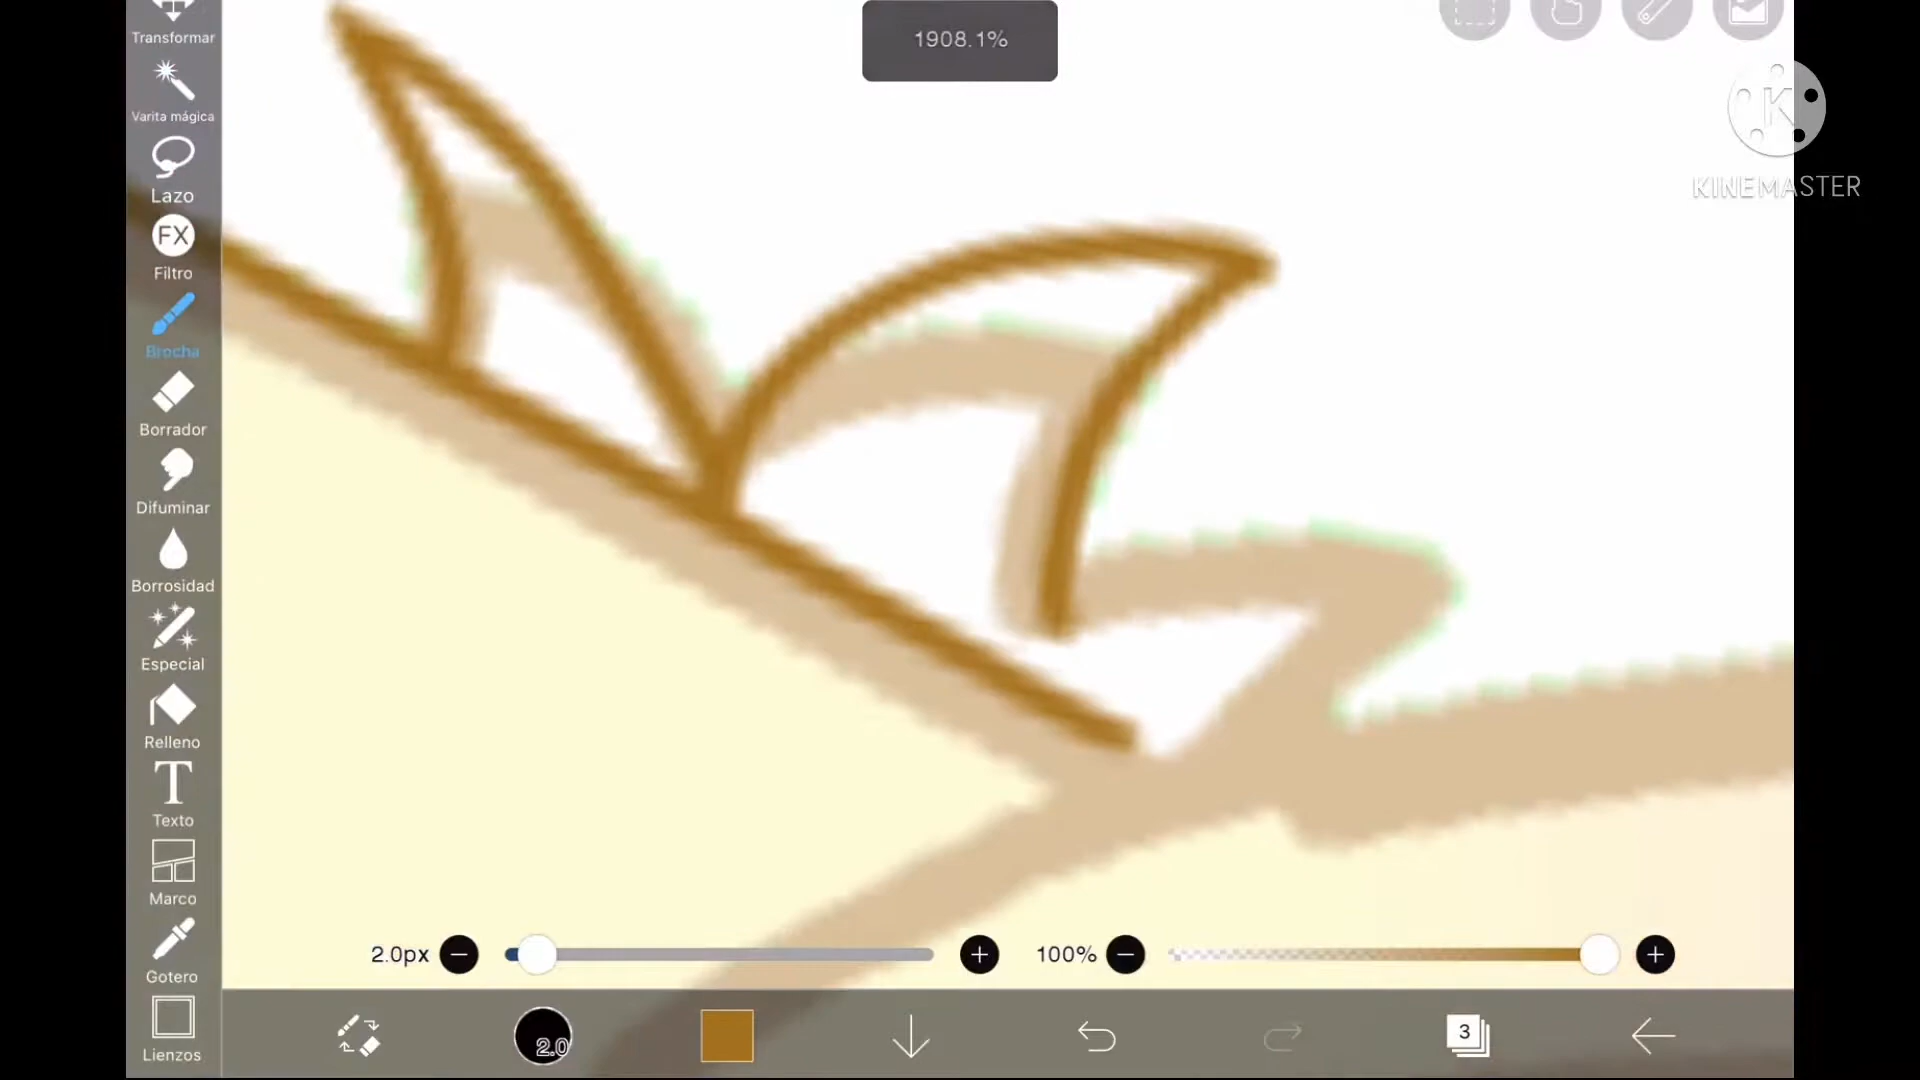 1908.1%
Transformar
Varita mágica
Lazo
FX
Filtro
Brocha
Borrador
Difuminar
Borrosidad
Especial
Relleno
T
Texto
Marco
Gotero
Lienzos
K
KINEMASTER
2.0px
100%
2.0
3